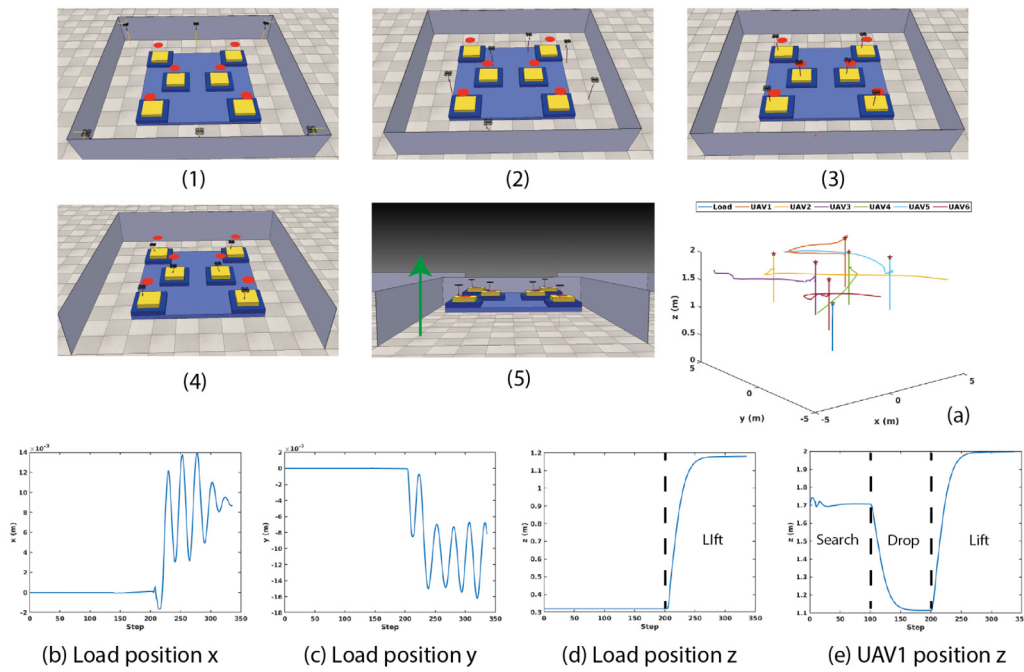 (1)
(2)
(3)
(4)
(5)
Load UAV1 UAV2 UAV3 UAV4 UAV5 UAV6
2
1.5
1
0.5
0
z (m)
5
0
-5
y (m)
-5
0
5
x (m)
(a)
×10⁻³
14
12
10
8
6
4
2
0
-2
x (m)
0 50 100 150 200 250 300 350
Step
(b) Load position x
×10⁻³
2
0
-2
-4
-6
-8
-10
-12
-14
-16
-18
y (m)
0 50 100 150 200 250 300 350
Step
(c) Load position y
1.2
1.1
1
0.9
0.8
0.7
0.6
0.5
0.4
0.3
z (m)
LIft
0 50 100 150 200 250 300 350
Step
(d) Load position z
2
1.9
1.8
1.7
1.6
1.5
1.4
1.3
1.2
1.1
z (m)
Search Drop Lift
0 50 100 150 200 250 300 350
Step
(e) UAV1 position z